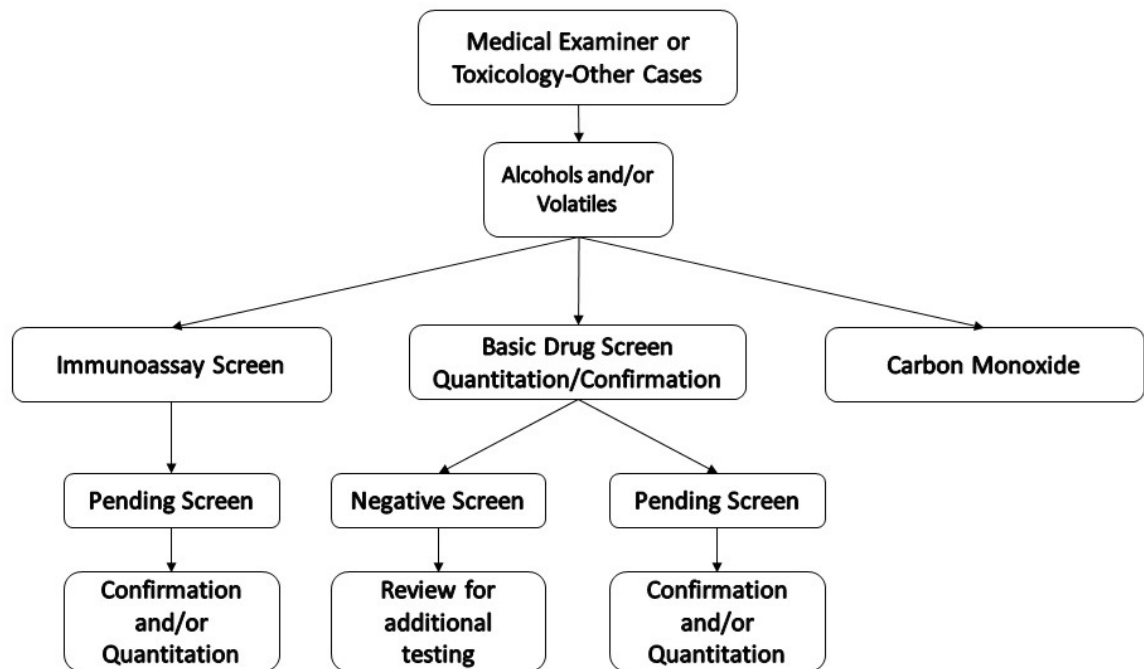 Medical Examiner or
Toxicology-Other Cases
Alcohols and/or
Volatiles
Immunoassay Screen
Basic Drug Screen
Quantitation/Confirmation
Carbon Monoxide
Pending Screen
Negative Screen
Pending Screen
Confirmation
and/or
Quantitation
Review for
additional
testing
Confirmation
and/or
Quantitation